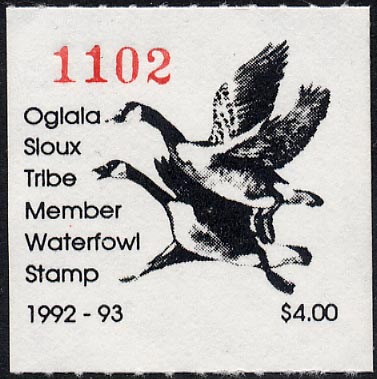 1102
Oglala
Sioux
Tribe
Member
Waterfowl
Stamp
1992 - 93 $4.00